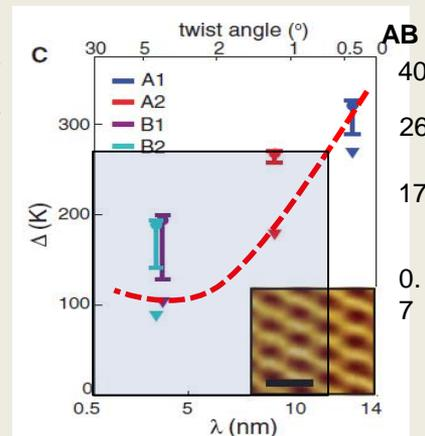 twist angle (°)
30 5 2 1 0.5 0
AB
C
A1
A2
B1
B2
300
200
100
0
Δ (K)
0.5 5 10 14
λ (nm)
40
26
17
0.
7